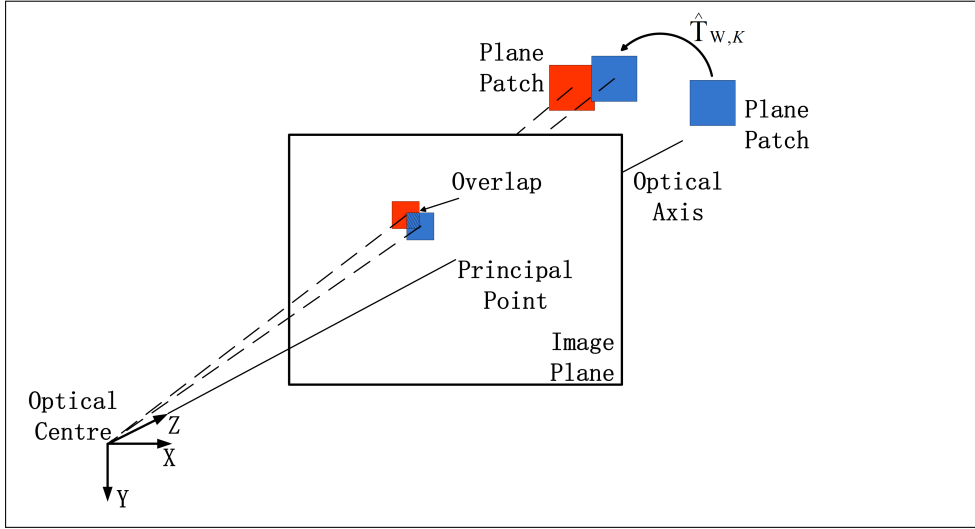 T̂W,K
Plane
Patch
Plane
Patch
Overlap
Optical
Axis
Principal
Point
Image
Plane
Optical
Centre
Z
X
Y